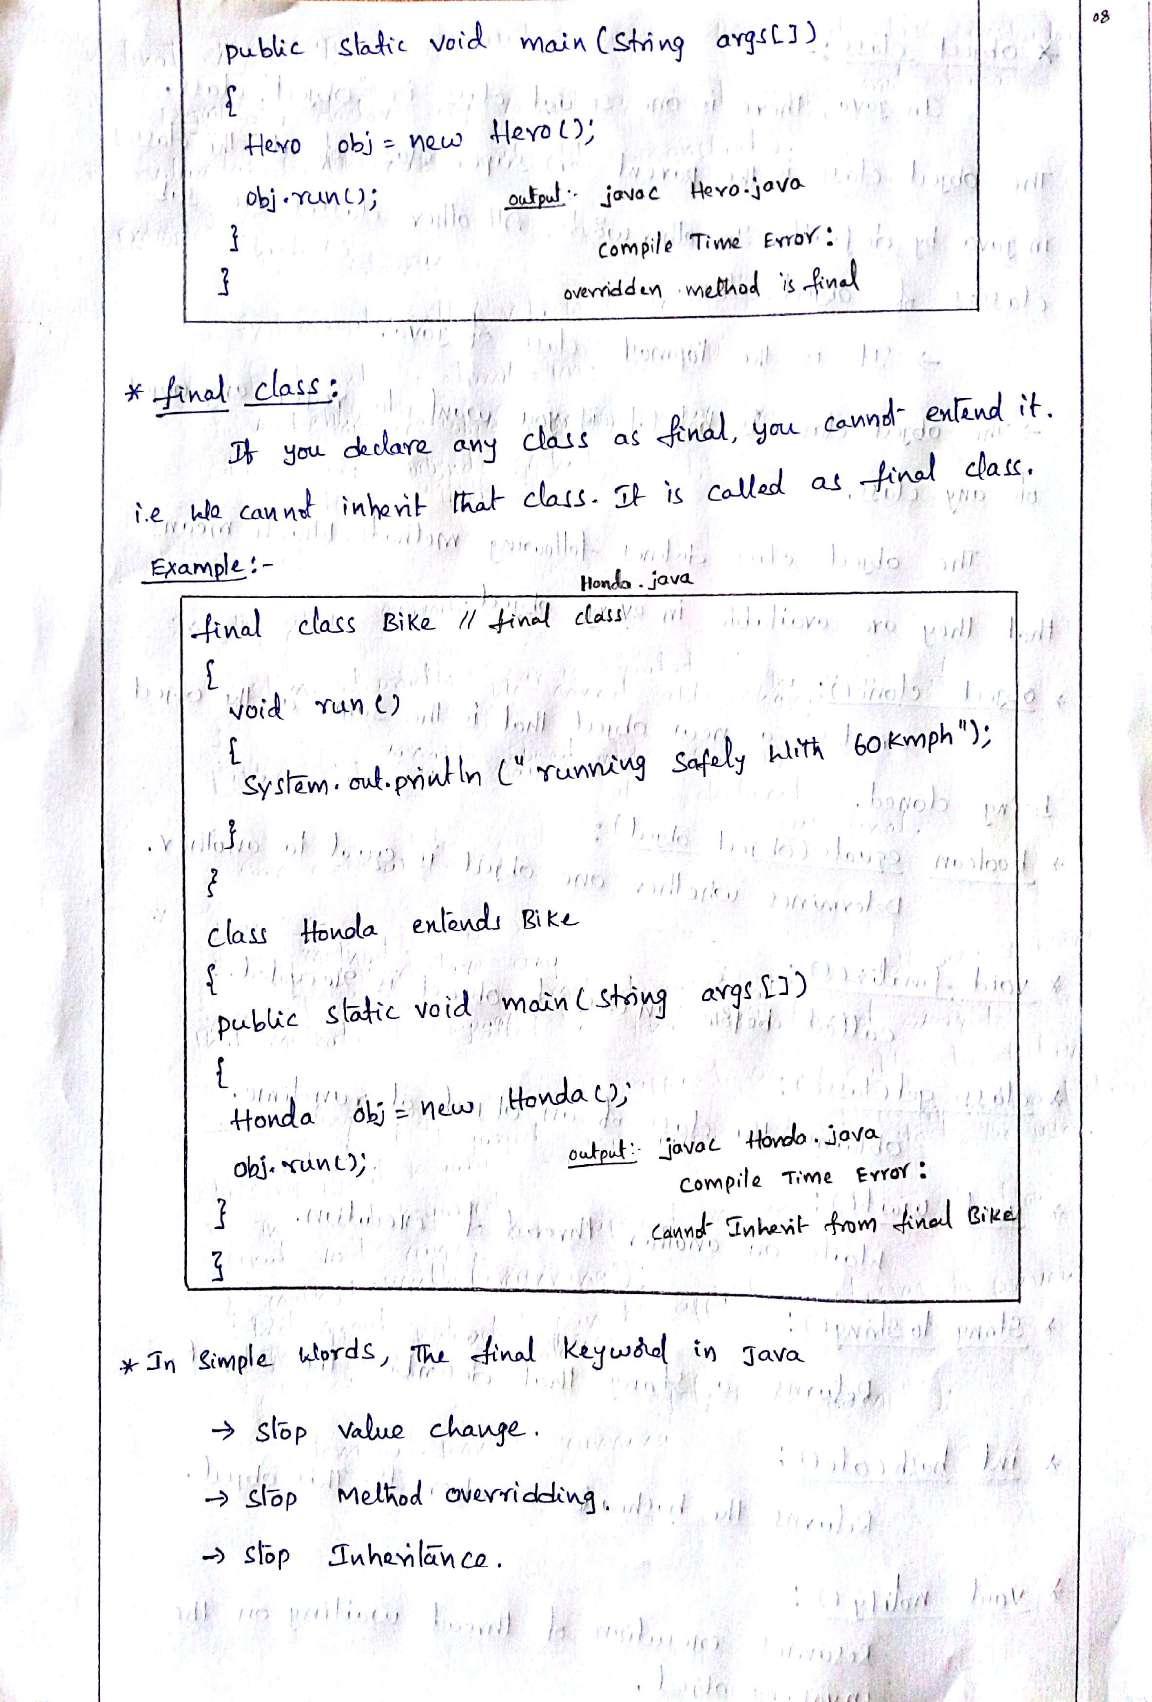 08
public static void main (String args[])
{
Hero obj = new Hero();
obj.run();
output:- javac Hero.java
}
compile Time Error:
}
overridden method is final
* final class:
If you declare any class as final, you cannot extend it.
i.e we cannot inherit that class. It is called as final class.
Example:-
Honda.java
final class Bike // final class
{
void run()
{
System.out.println ("running safely with 60kmph");
}
}
class Honda extends Bike
{
public static void main (String args[])
{
Honda obj = new Honda();
obj.run();
output:- javac Honda.java
compile Time Error:
}
cannot Inherit from final Bike
}
* In simple words, The final keyword in Java
→ stop value change.
→ stop Method overridding.
→ stop Inheritance.